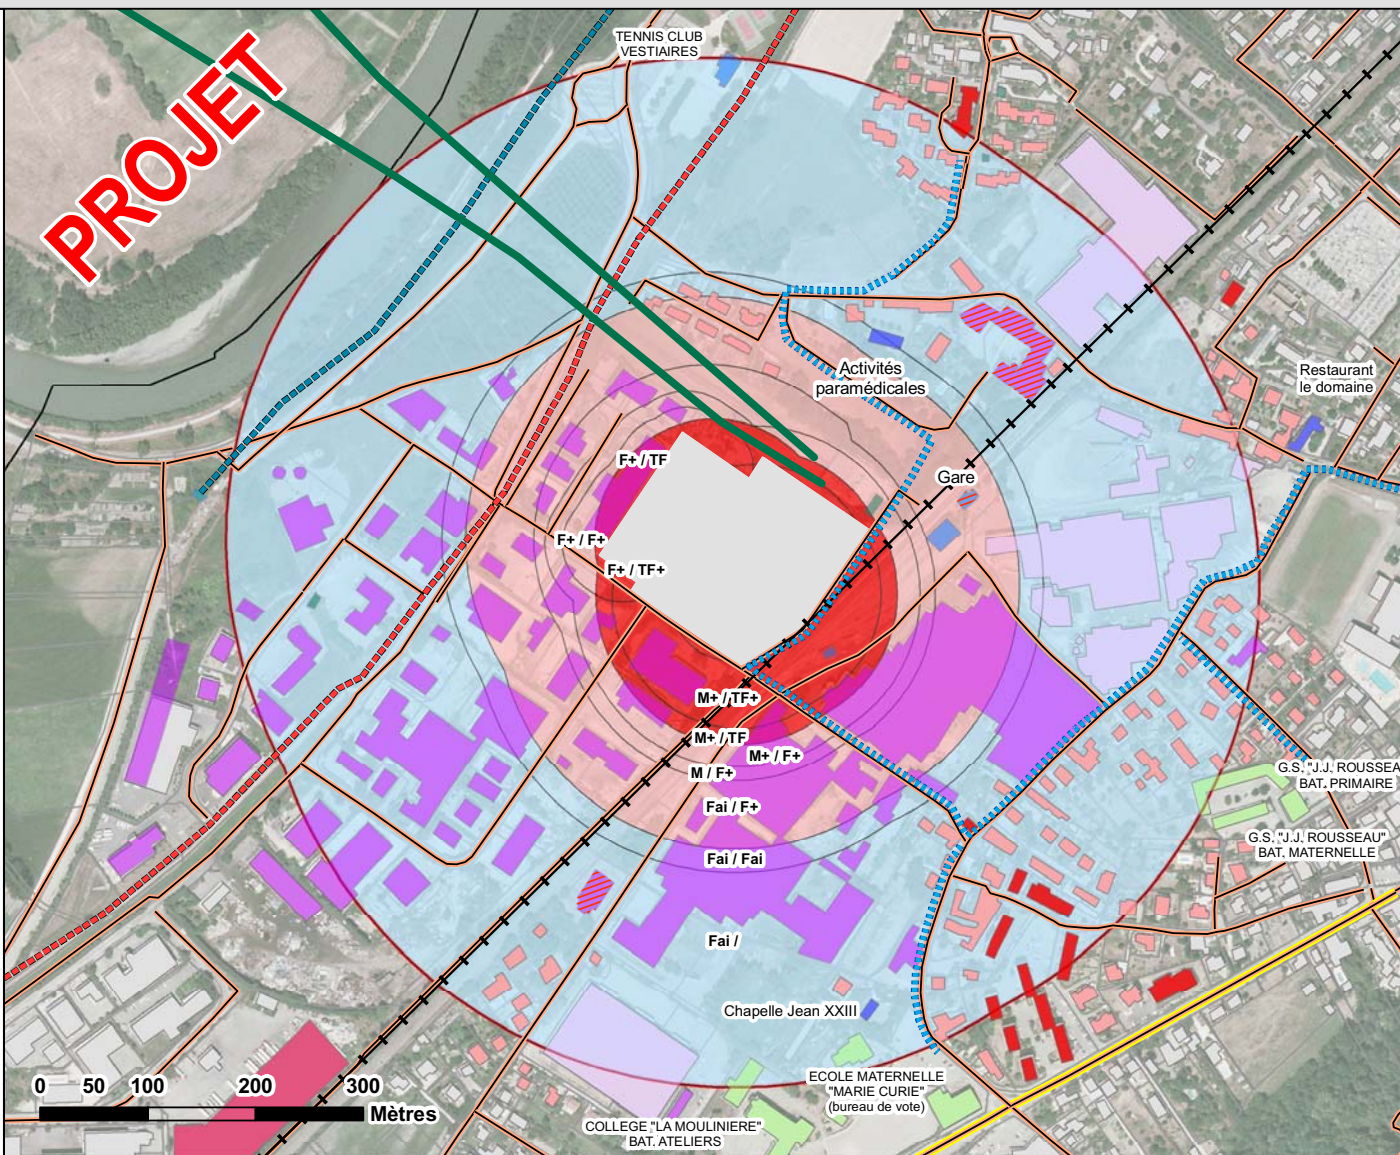 TENNIS CLUB
VESTIAIRES
PROJET
Activités
paramédicales
Restaurant
le domaine
Gare
F+ / TF
F+ / F+
F+ / TF+
M+ / TF+
M+ / TF
M+ / F+
M / F+
Fai / F+
Fai / Fai
Fai /
G.S. "J.J. ROUSSEA
BAT. PRIMAIRE
G.S. "J.J. ROUSSEAU"
BAT. MATERNELLE
Chapelle Jean XXIII
ECOLE MATERNELLE
"MARIE CURIE"
(bureau de vote)
COLLEGE "LA MOULINIERE"
BAT. ATELIERS
0 50 100 200 300
Mètres